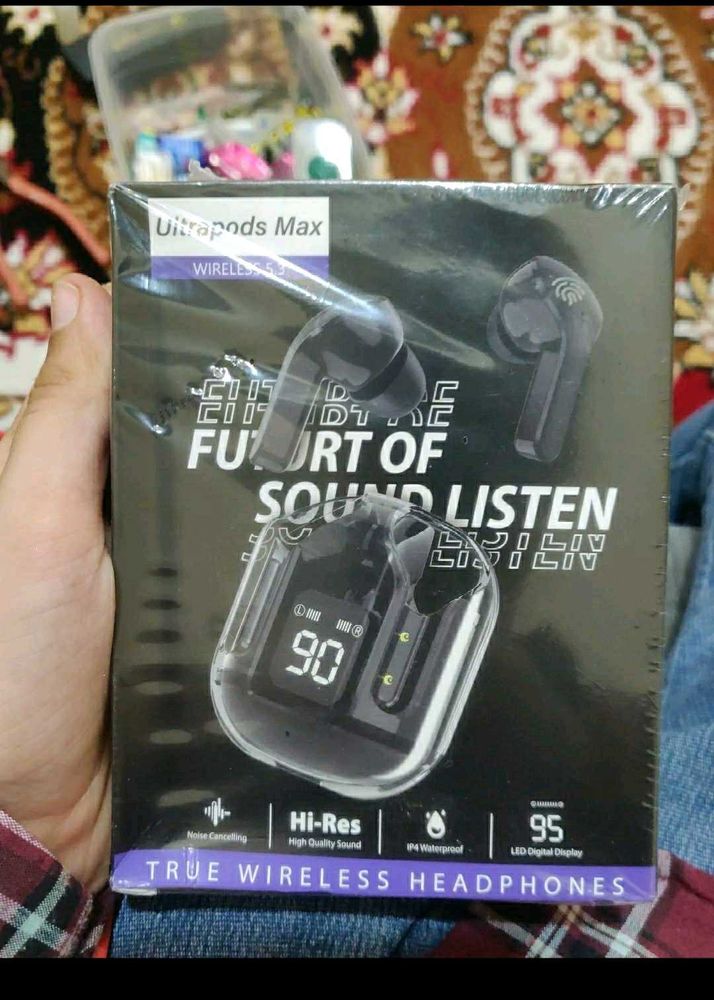 Ultrapods Max
WIRELESS 5.3
FUTURT OF
SOUND LISTEN
L R
90
Noise Cancelling
Hi-Res
High Quality Sound
IP4 Waterproof
95
LED Digital Display
TRUE WIRELESS HEADPHONES